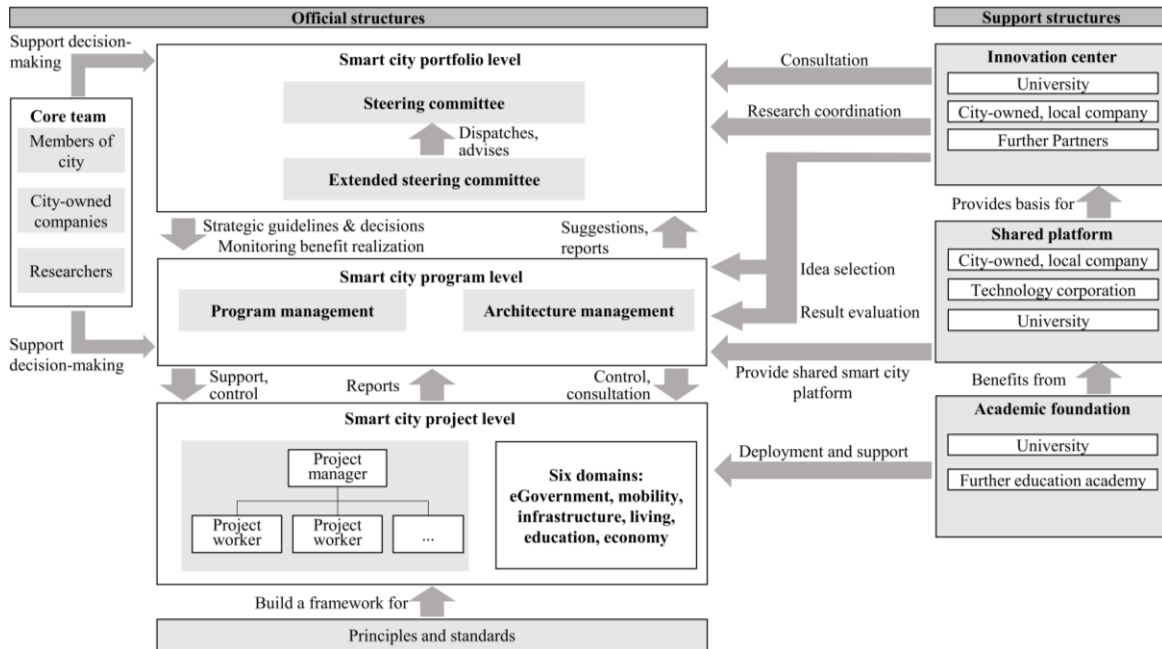 Official structures
Support structures
Support decision-
making
Core team
Members of
city
City-owned
companies
Researchers
Support
decision-making
Smart city portfolio level
Steering committee
Dispatches,
advises
Extended steering committee
Strategic guidelines & decisions
Monitoring benefit realization
Suggestions,
reports
Smart city program level
Program management
Architecture management
Support,
control
Reports
Control,
consultation
Smart city project level
Project
manager
Project
worker
Project
worker
...
Six domains:
eGovernment, mobility,
infrastructure, living,
education, economy
Build a framework for
Principles and standards
Consultation
Research coordination
Idea selection
Result evaluation
Provide shared smart city
platform
Deployment and support
Innovation center
University
City-owned, local company
Further Partners
Provides basis for
Shared platform
City-owned, local company
Technology corporation
University
Benefits from
Academic foundation
University
Further education academy